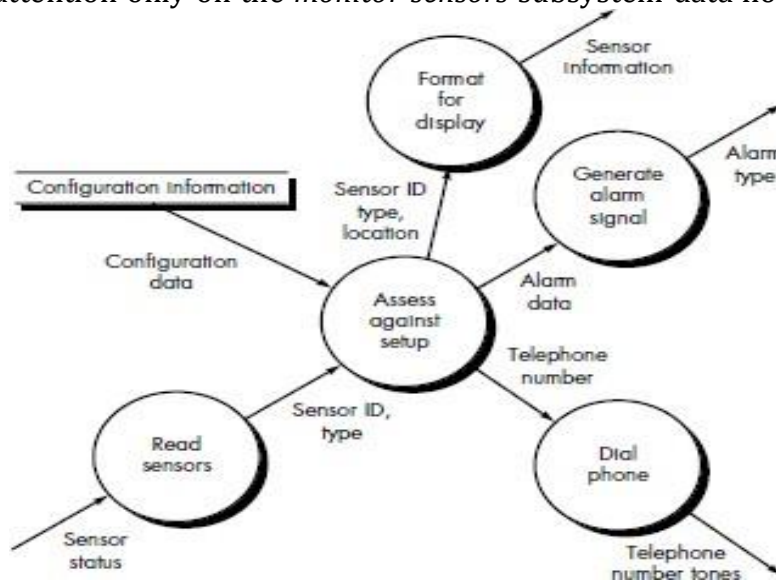 attention only on the monitor sensors subsystem data flo
Sensor
information
Format
for
display
Alarm
type
Generate
alarm
signal
Configuration information
Sensor ID
type,
location
Configuration
data
Alarm
data
Assess
against
setup
Telephone
number
Sensor ID,
type
Read
sensors
Dial
phone
Sensor
status
Telephone
number tones